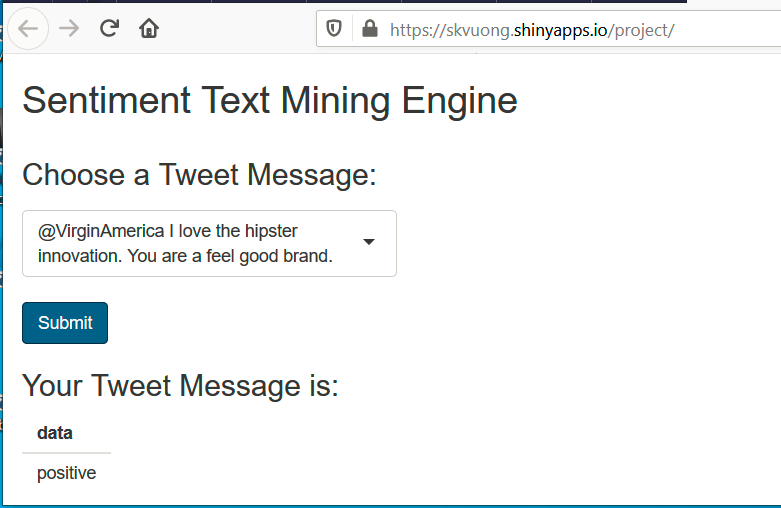 https://skvuong.shinyapps.io/project/
Sentiment Text Mining Engine
Choose a Tweet Message:
@VirginAmerica I love the hipster
innovation. You are a feel good brand.
Submit
Your Tweet Message is:
data
positive